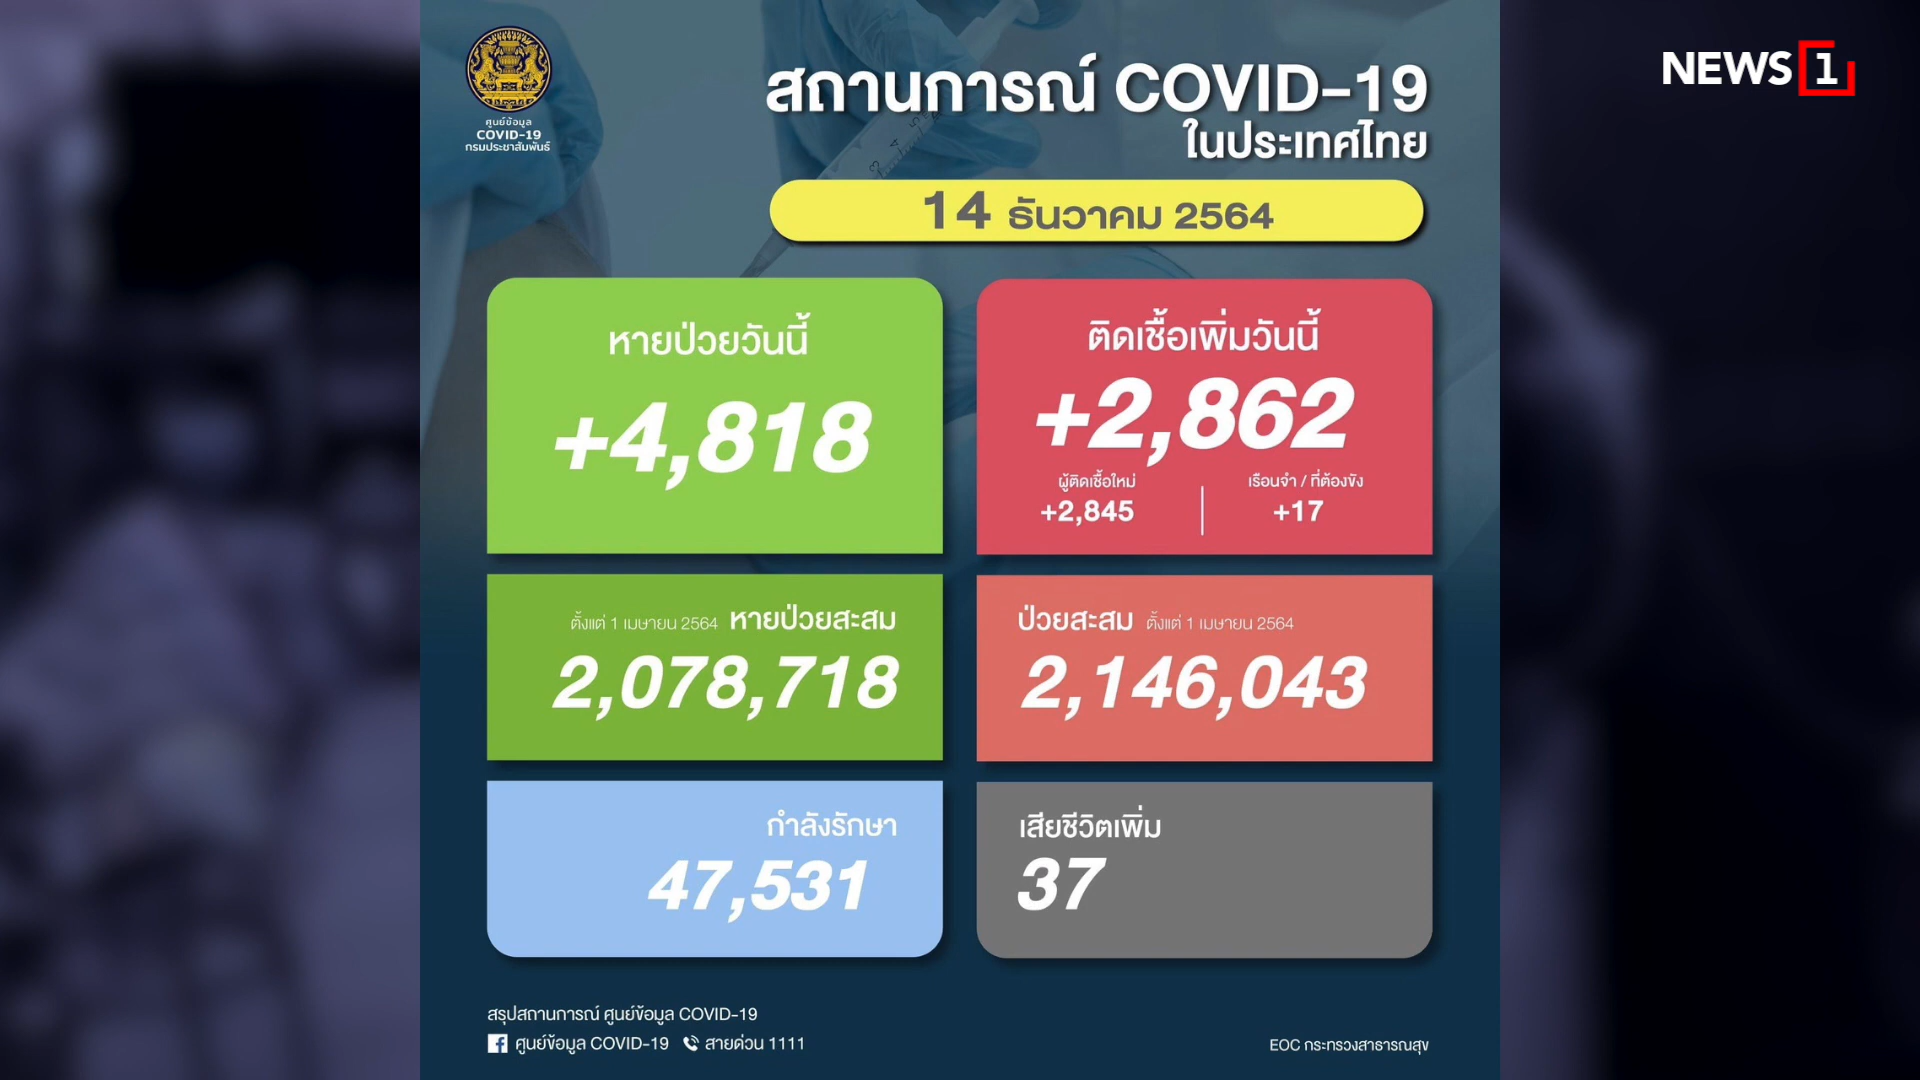 ศูนย์ข้อมูล
COVID-19
กรมประชาสัมพันธ์
สถานการณ์ COVID-19
ในประเทศไทย
14 ธันวาคม 2564
NEWS 1
หายป่วยวันนี้
+4,818
ติดเชื้อเพิ่มวันนี้
+2,862
ผู้ติดเชื้อใหม่
+2,845
เรือนจำ / ที่ต้องขัง
+17
ตั้งแต่ 1 เมษายน 2564 หายป่วยสะสม
2,078,718
ป่วยสะสม ตั้งแต่ 1 เมษายน 2564
2,146,043
กำลังรักษา
47,531
เสียชีวิตเพิ่ม
37
สรุปสถานการณ์ ศูนย์ข้อมูล COVID-19
ศูนย์ข้อมูล COVID-19 สายด่วน 1111
EOC กระทรวงสาธารณสุข